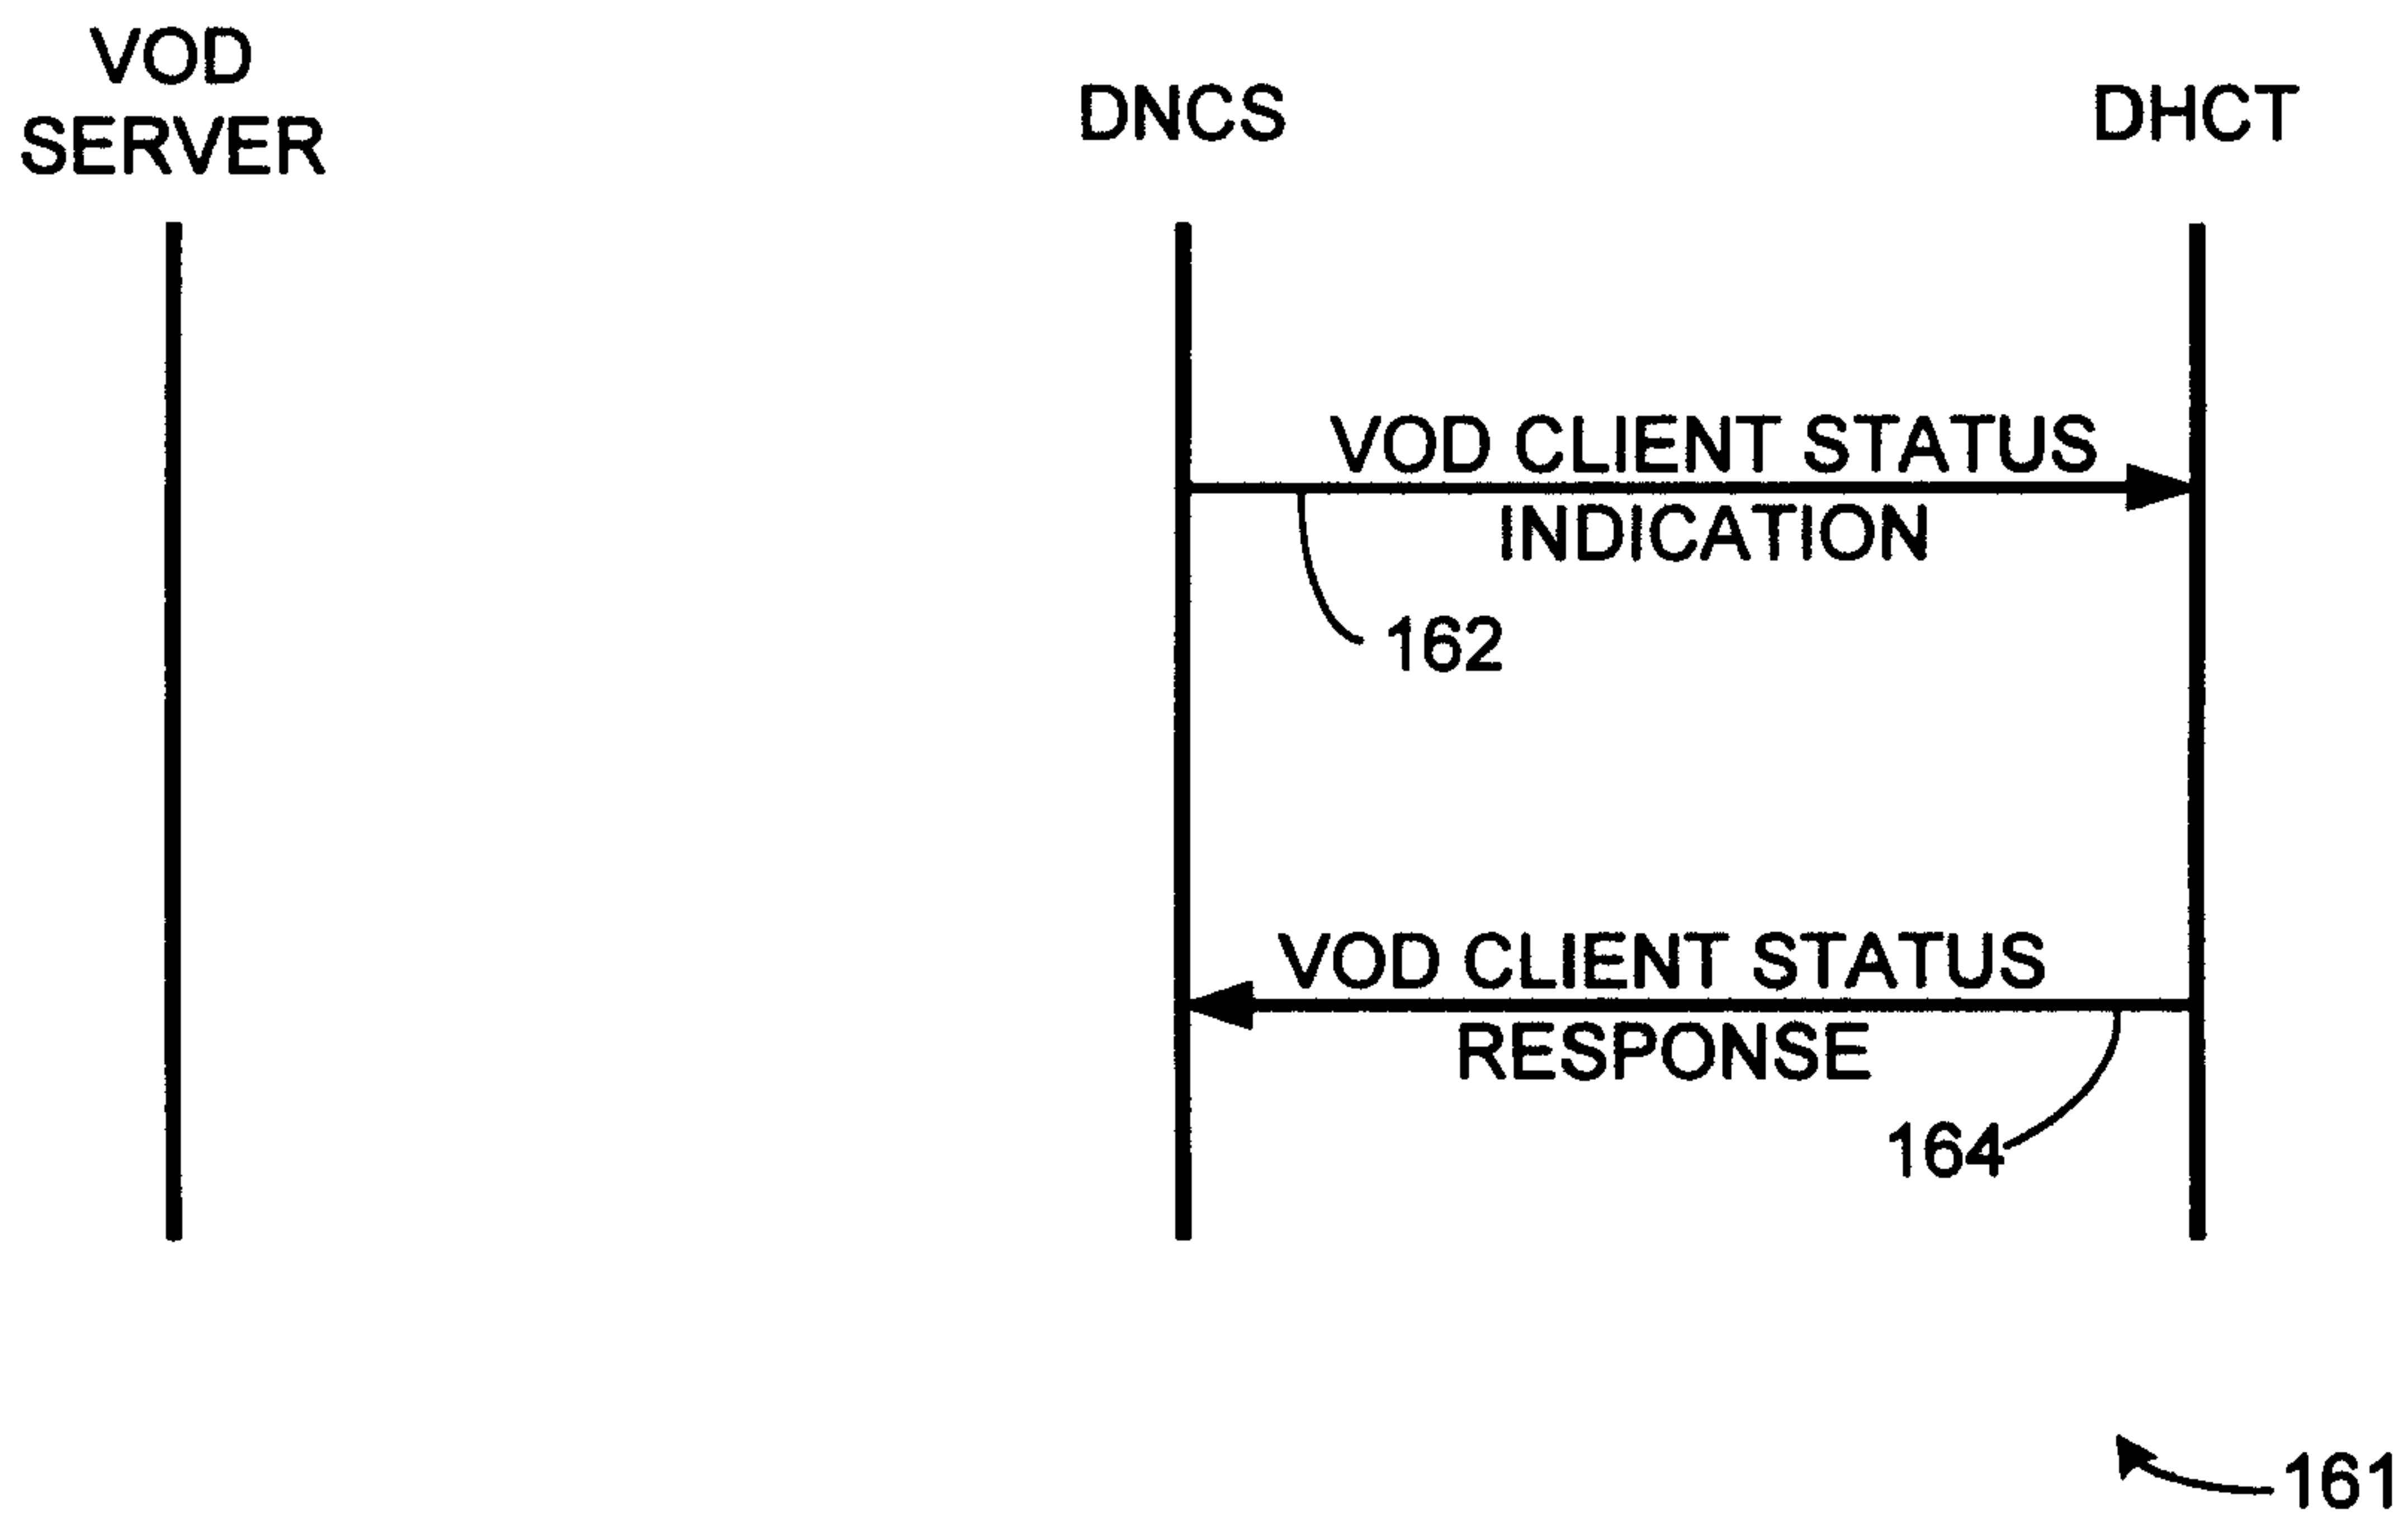 VOD
SERVER
DNCS
DHCT
VOD CLIENT STATUS
INDICATION
162
VOD CLIENT STATUS
RESPONSE
164
161